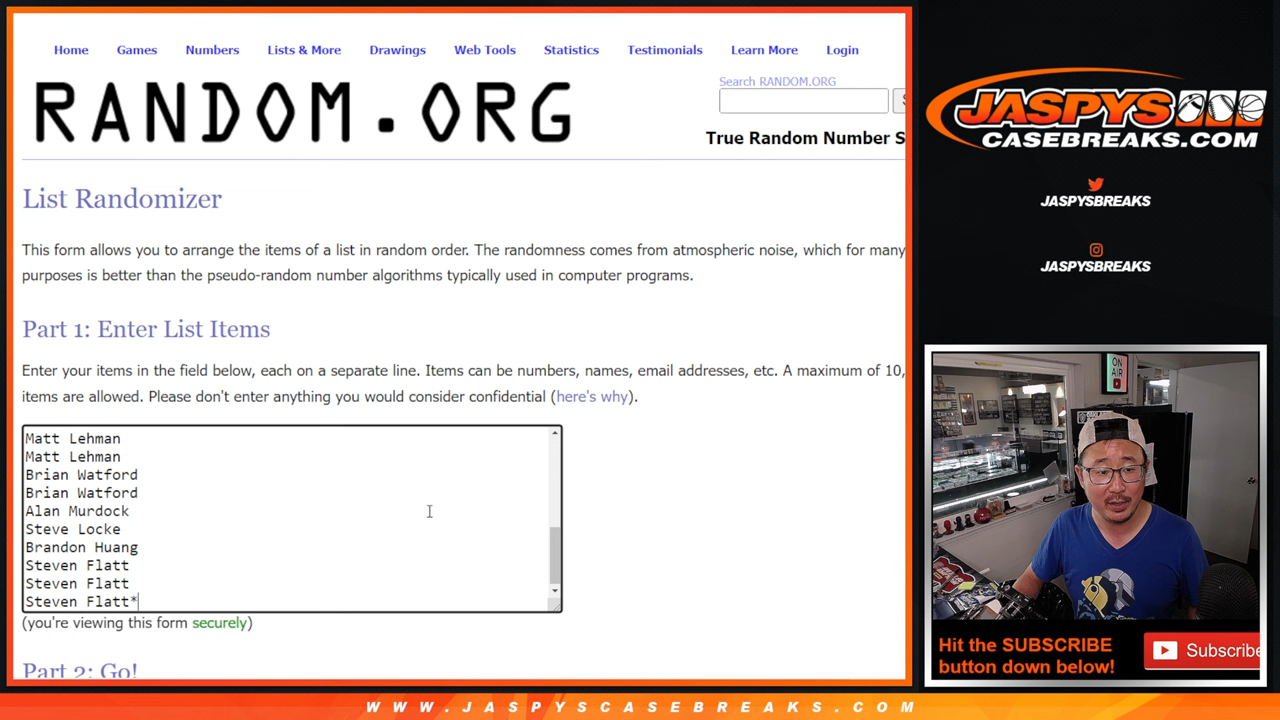 Home Games Numbers Lists & More Drawings Web Tools Statistics Testimonials Learn More Login
RANDOM.ORG
Search RANDOM.ORG
True Random Number S
List Randomizer
This form allows you to arrange the items of a list in random order. The randomness comes from atmospheric noise, which for many
purposes is better than the pseudo-random number algorithms typically used in computer programs.
Part 1: Enter List Items
Enter your items in the field below, each on a separate line. Items can be numbers, names, email addresses, etc. A maximum of 10,
items are allowed. Please don't enter anything you would consider confidential (here's why).
Matt Lehman
Matt Lehman
Brian Watford
Brian Watford
Alan Murdock
Steve Locke
Brandon Huang
Steven Flatt
Steven Flatt
Steven Flatt*
(you're viewing this form securely)
Part 2: Go!
JASPYS
CASEBREAKS.COM
JASPYSBREAKS
JASPYSBREAKS
ON
AIR
Hit the SUBSCRIBE
button down below!
Subscribe
WWW.JASPYSCASEBREAKS.COM